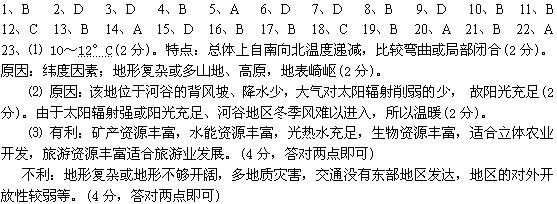 1、B 2、D 3、D 4、B 5、A 6、D 7、D 8、D 9、D 10、B 11、B
12、C 13、B 14、A 15、D 16、B 17、B 18、C 19、B 20、A 21、B 22、A
23、⑴ 10～12°C(2分)。特点：总体上自南向北温度递减，比较弯曲或局部闭合(2分)。
原因：纬度因素；地形复杂或多山地、高原，地表崎岖(2分)。
⑵ 原因：该地位于河谷的背风坡、降水少，大气对太阳辐射削弱的少， 故阳光充足(2
分)。由于太阳辐射强或阳光充足、河谷地区冬季风难以进入，所以温暖(2分)。
⑶ 有利：矿产资源丰富，水能资源丰富，光热水充足，生物资源丰富，适合立体农业
开发，旅游资源丰富适合旅游业发展。(4分，答对两点即可)
不利：地形复杂或地形不够开阔，多地质灾害，交通没有东部地区发达，地区的对外开
放性较弱等。(4分，答对两点即可)